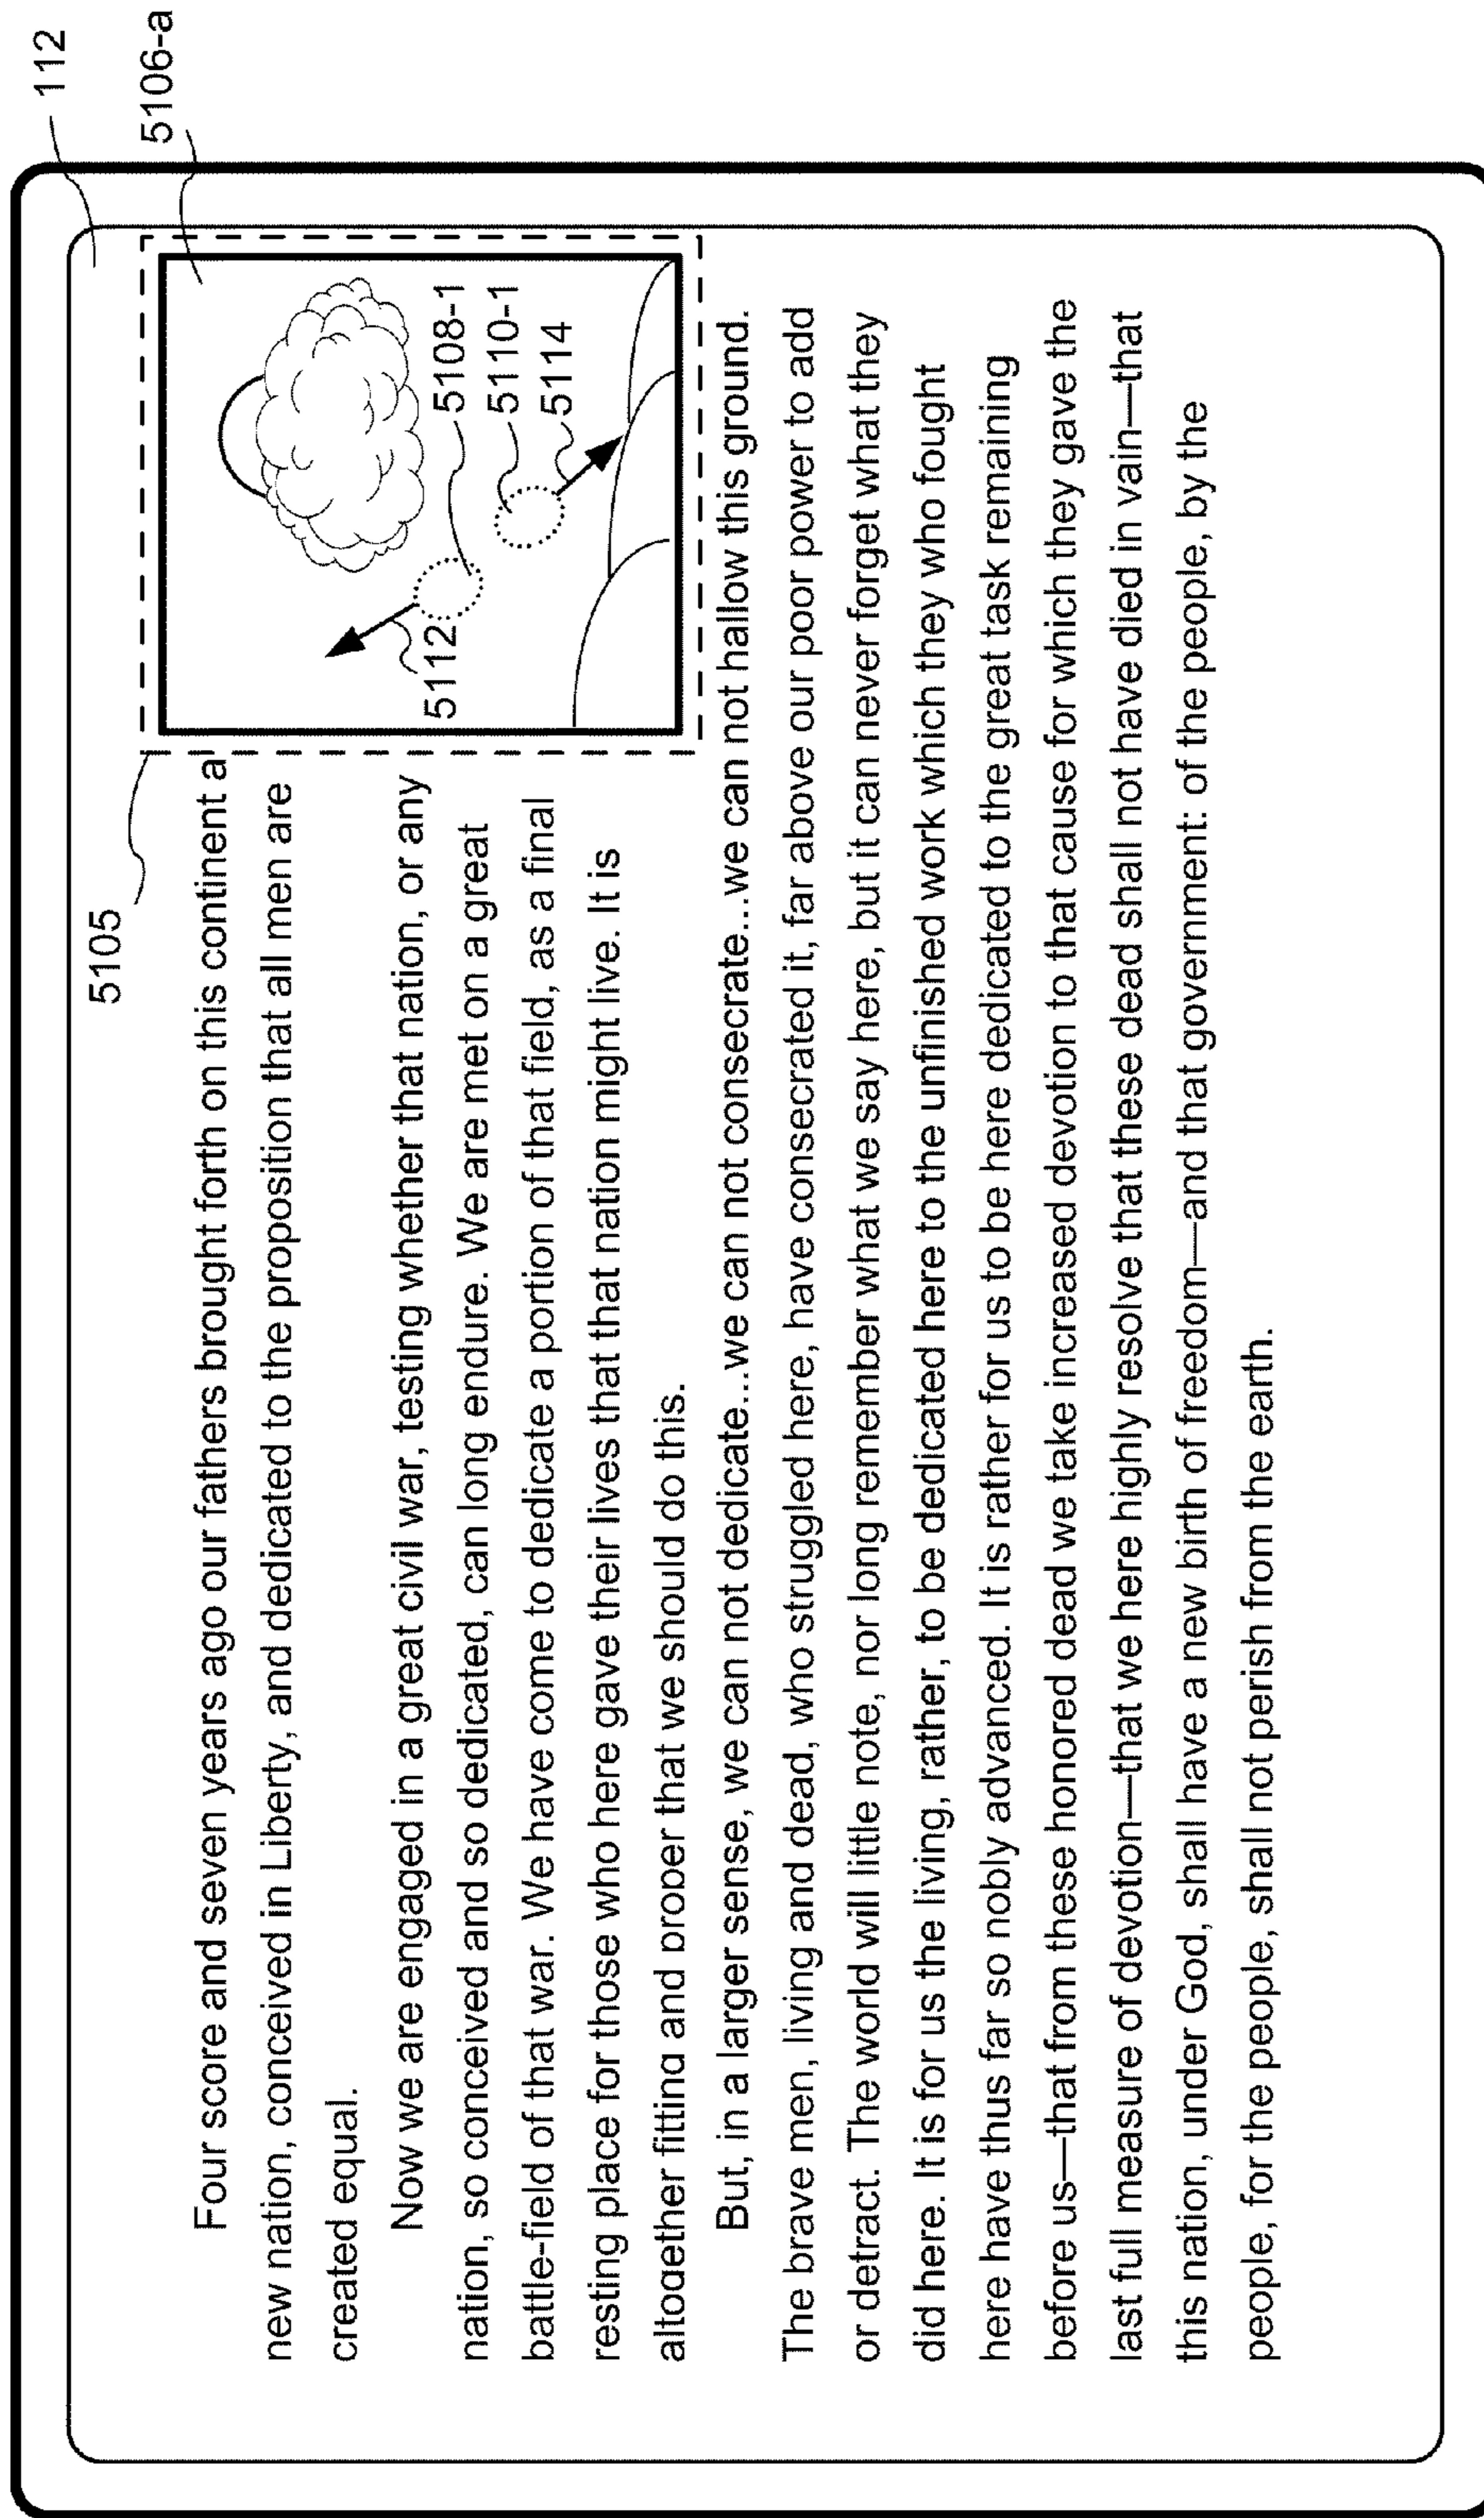 112
5106-a
5105
5108-1
5110-1
5114
5112
Four score and seven years ago our fathers brought forth on this continent a
new nation, conceived in Liberty, and dedicated to the proposition that all men are
created equal.
Now we are engaged in a great civil war, testing whether that nation, or any
nation, so conceived and so dedicated, can long endure. We are met on a great
battle-field of that war. We have come to dedicate a portion of that field, as a final
resting place for those who here gave their lives that that nation might live. It is
altogether fitting and proper that we should do this.
But, in a larger sense, we can not dedicate...we can not consecrate...we can not hallow this ground.
The brave men, living and dead, who struggled here, have consecrated it, far above our poor power to add
or detract. The world will little note, nor long remember what we say here, but it can never forget what they
did here. It is for us the living, rather, to be dedicated here to the unfinished work which they who fought
here have thus far so nobly advanced. It is rather for us to be here dedicated to the great task remaining
before us—that from these honored dead we take increased devotion to that cause for which they gave the
last full measure of devotion—that we here highly resolve that these dead shall not have died in vain—that
this nation, under God, shall have a new birth of freedom—and that government: of the people, by the
people, for the people, shall not perish from the earth.